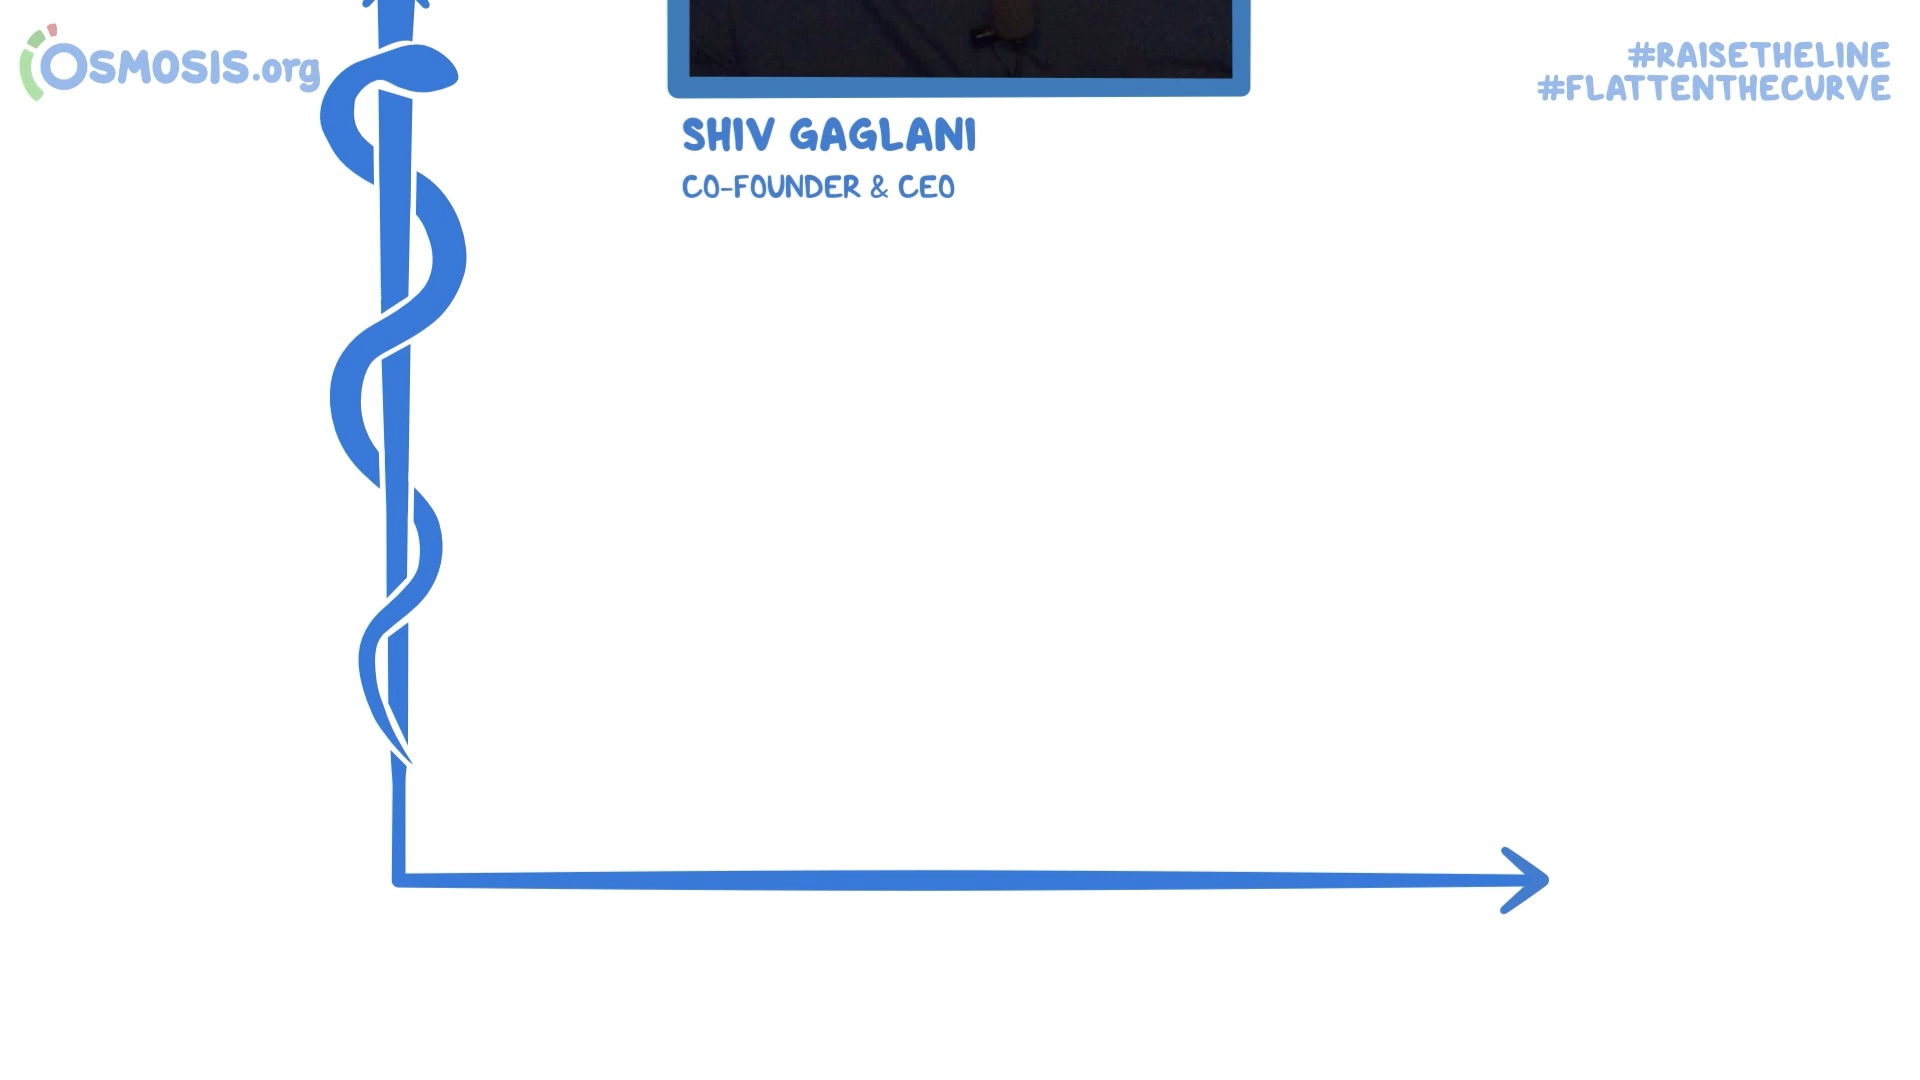 OSMOSIS.org
#RAISETHELINE
#FLATTENTHECURVE
SHIV GAGLANI
CO-FOUNDER & CEO